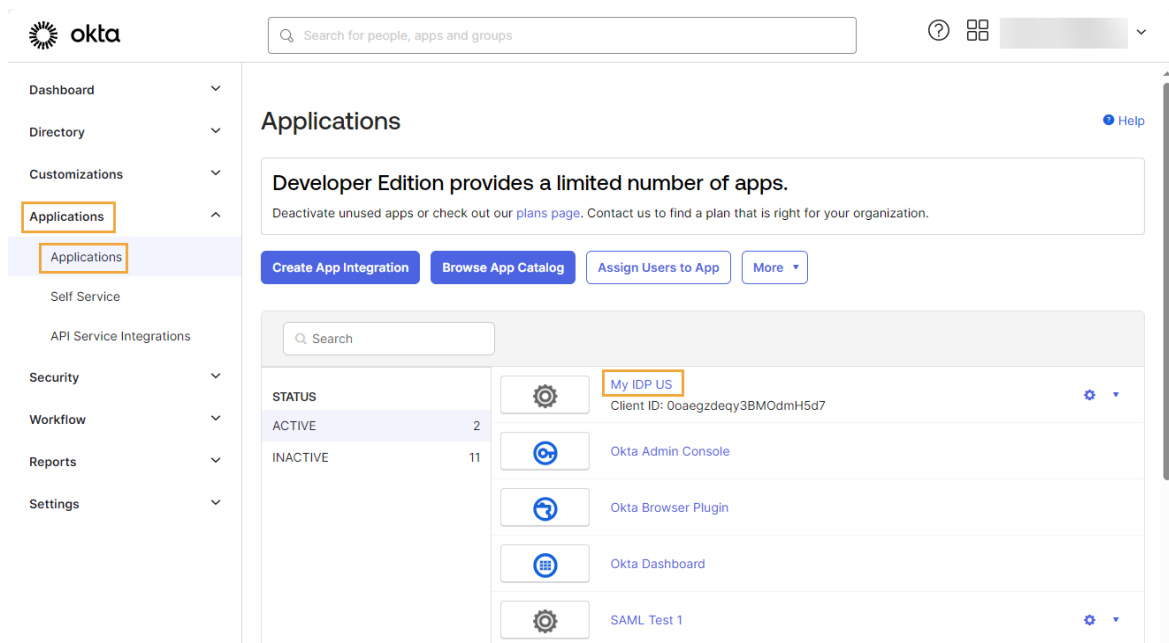 okta
Search for people, apps and groups
Dashboard
Directory
Customizations
Applications
Applications
Self Service
API Service Integrations
Security
Workflow
Reports
Settings
Applications
Help
Developer Edition provides a limited number of apps.
Deactivate unused apps or check out our plans page. Contact us to find a plan that is right for your organization.
Create App Integration
Browse App Catalog
Assign Users to App
More
Search
STATUS
ACTIVE 2
INACTIVE 11
My IDP US
Client ID: 0oaegzdeqy3BMOdmH5d7
Okta Admin Console
Okta Browser Plugin
Okta Dashboard
SAML Test 1